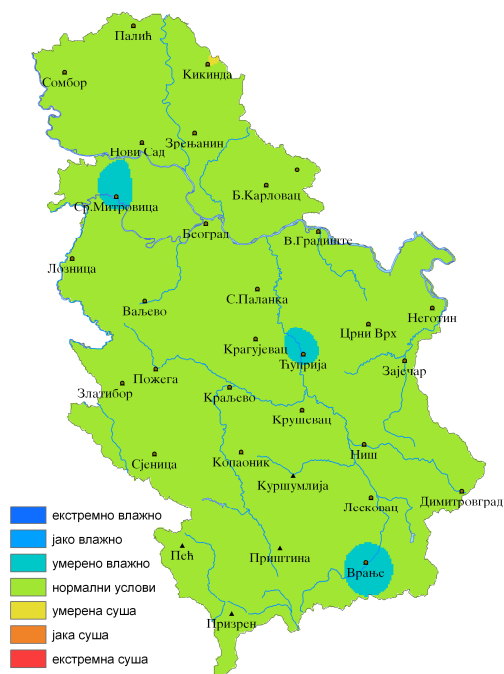 Палић
Сомбор
Кикинда
Зрењанин
Нови Сад
Б.Карловац
Ср.Митровица
Београд
В.Градиште
Лозница
С.Паланка
Ваљево
Неготин
Црни Врх
Крагујевац
Ћуприја
Зајечар
Пожега
Златибор
Краљево
Крушевац
Ниш
Сјеница
Копаоник
Куршумлија
Лесковац
Димитровград
Пећ
Приштина
Врање
Призрен
екстремно влажно
јако влажно
умерено влажно
нормални услови
умерена суша
јака суша
екстремна суша